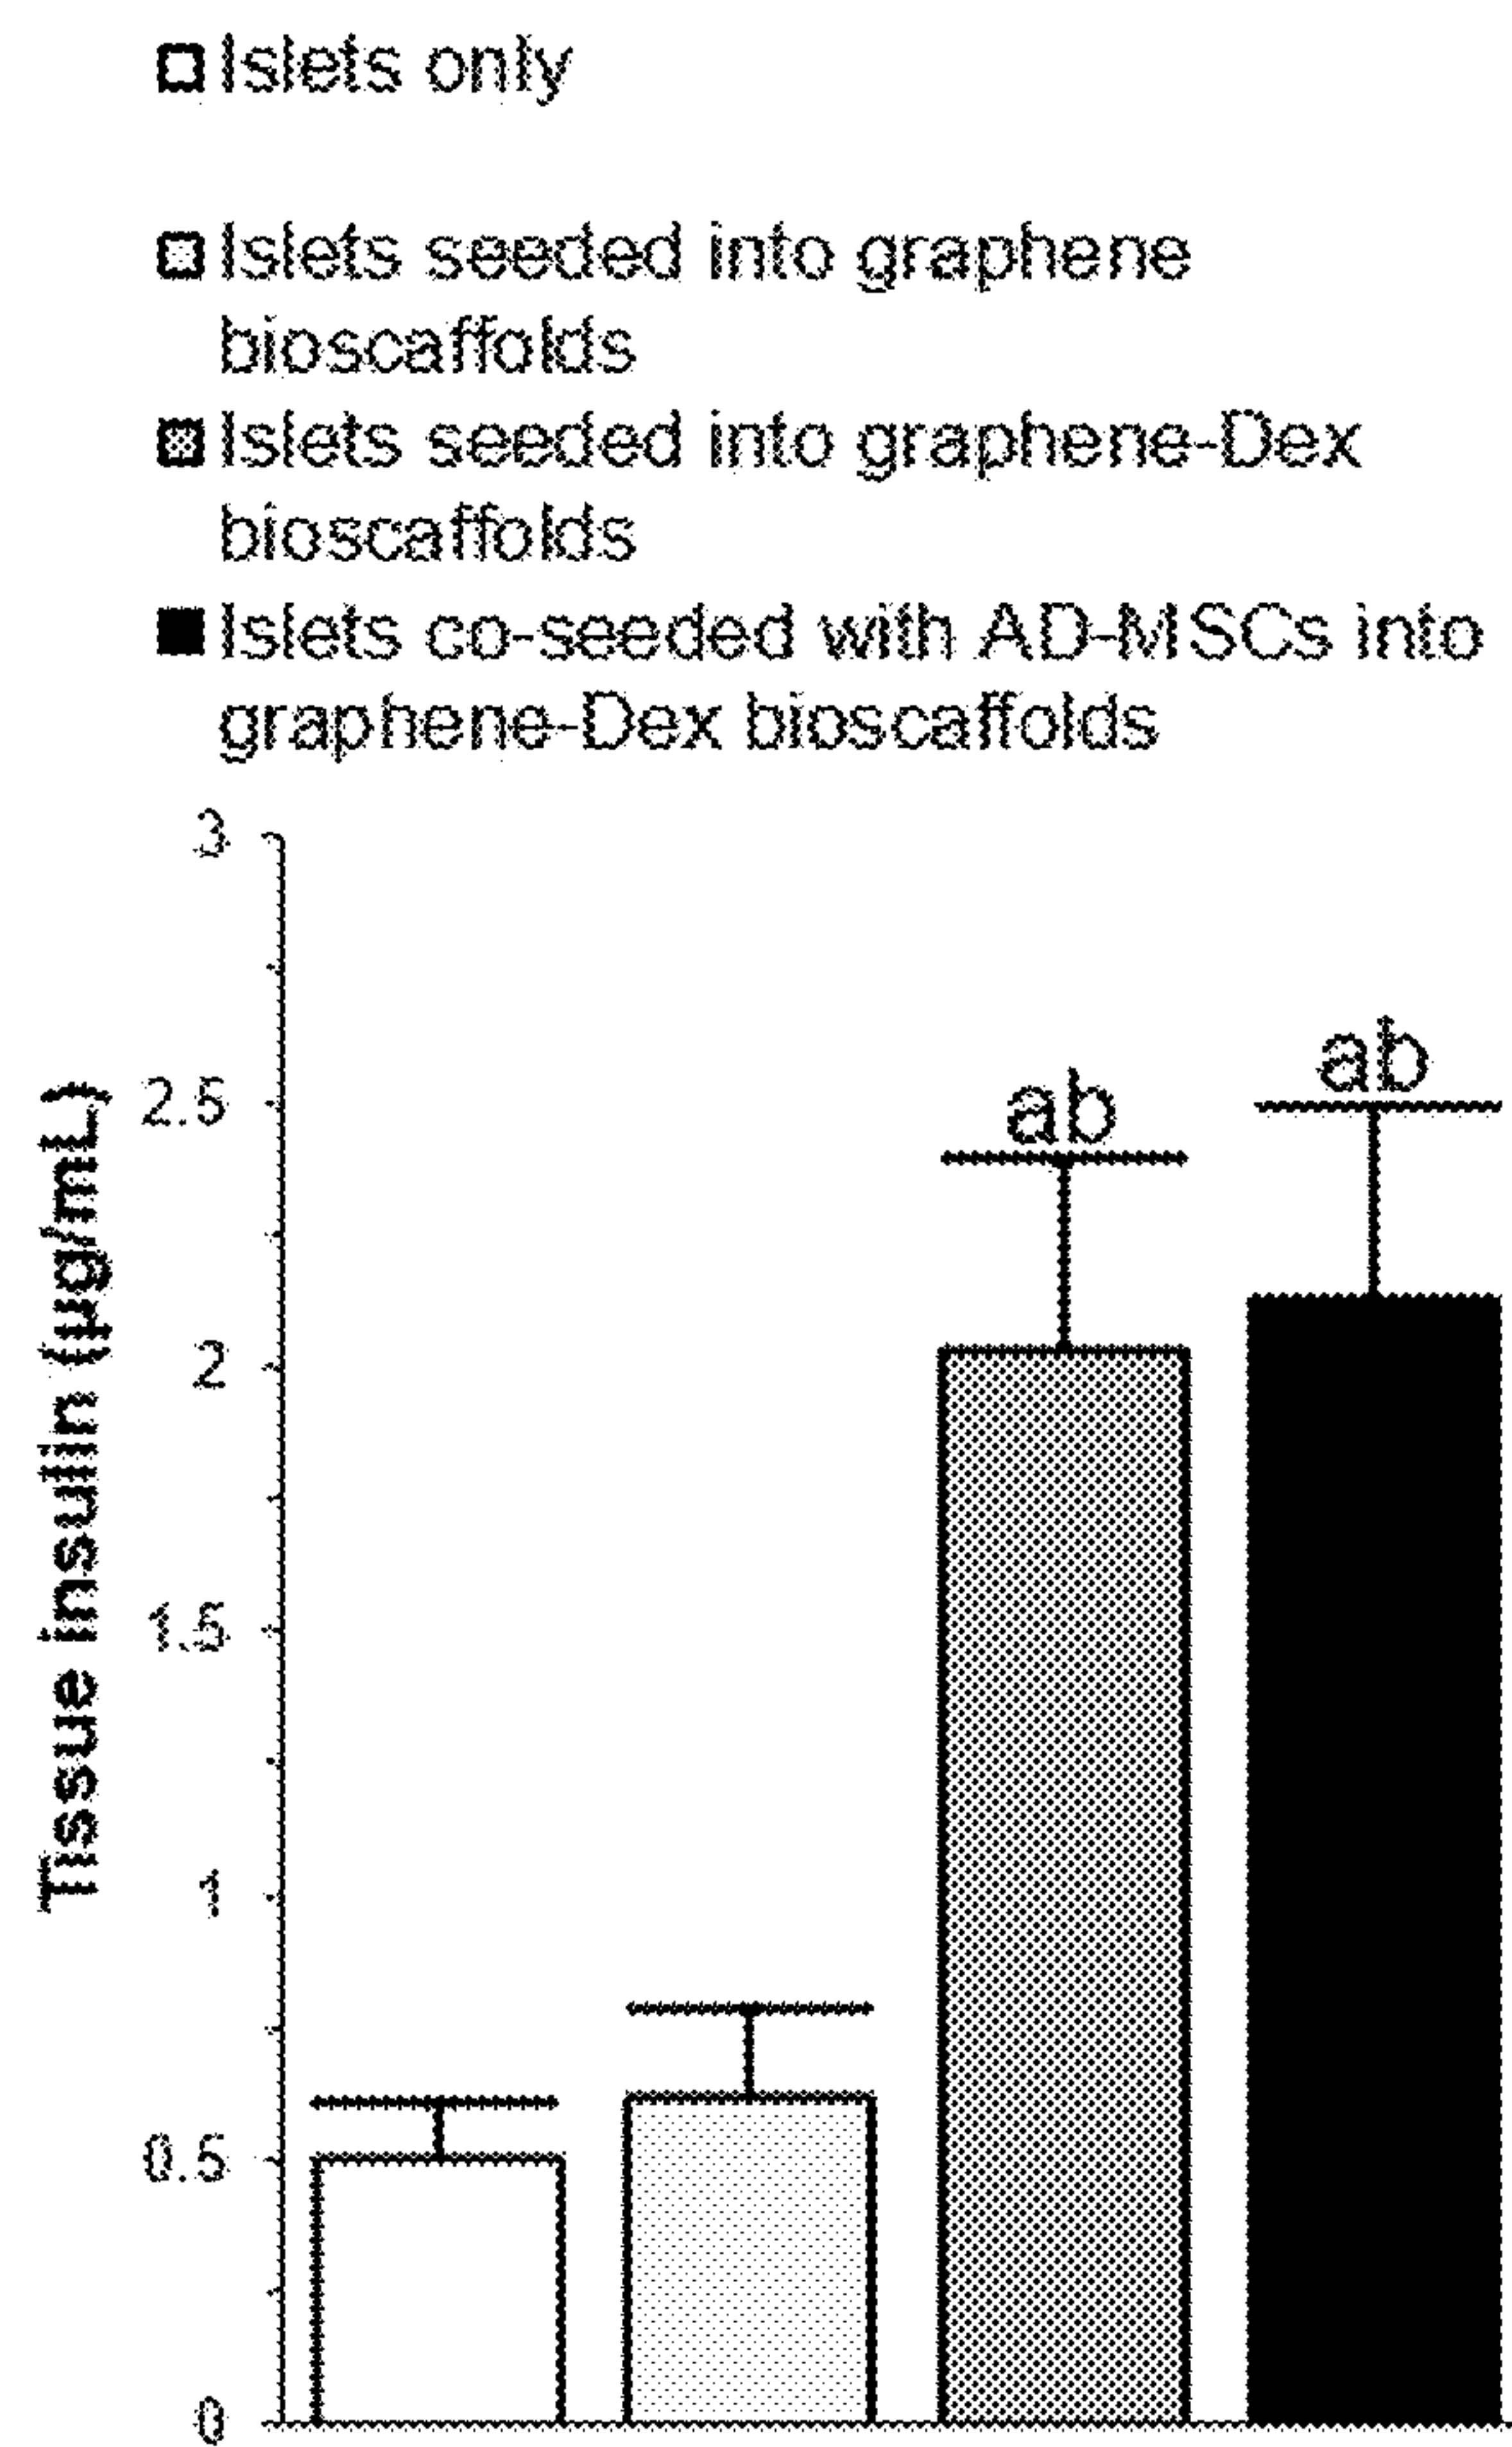 Islets only
Islets seeded into graphene
bioscaffolds
Islets seeded into graphene-Dex
bioscaffolds
Islets co-seeded with AD-MSCs into
graphene-Dex bioscaffolds
Tissue insulin (µg/mL)
3
2.5
2
1.5
1
0.5
0
ab
ab